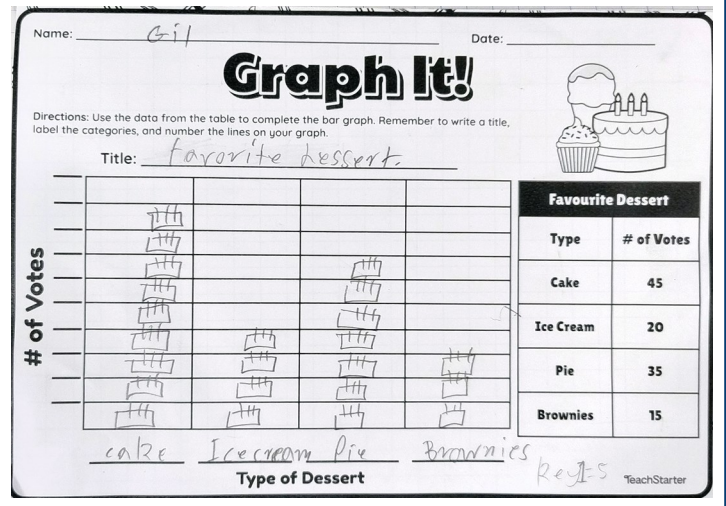 Name: Gil
Date:
Graph It!
Directions: Use the data from the table to complete the bar graph. Remember to write a title,
label the categories, and number the lines on your graph.
Title: favorite dessert.
# of Votes
Favourite Dessert
Type # of Votes
Cake 45
Ice Cream 20
Pie 35
Brownies 15
cake Icecream Pie Brownies
Key1=5
Type of Dessert
TeachStarter